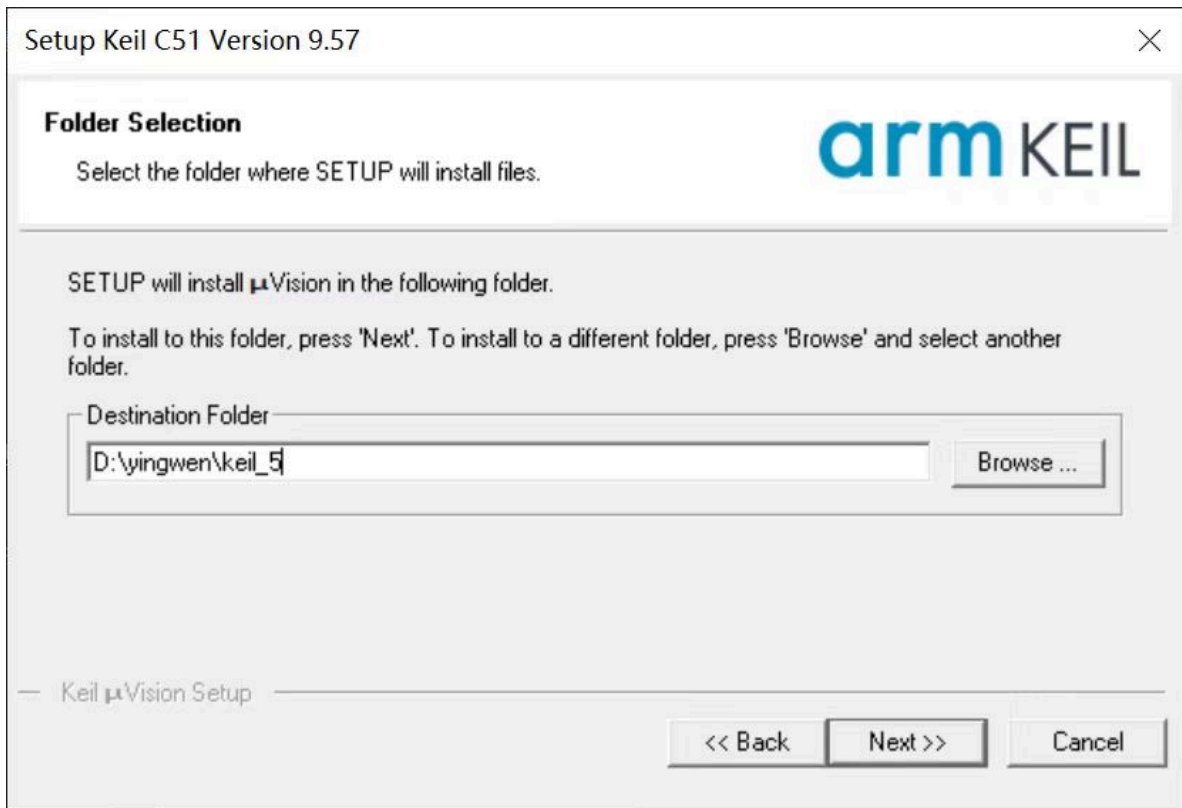 Setup Keil C51 Version 9.57
Folder Selection
Select the folder where SETUP will install files.
arm KEIL
SETUP will install µVision in the following folder.
To install to this folder, press 'Next'. To install to a different folder, press 'Browse' and select another
folder.
Destination Folder
D:\yingwen\keil_5
Browse ...
Keil µVision Setup
<< Back
Next >>
Cancel